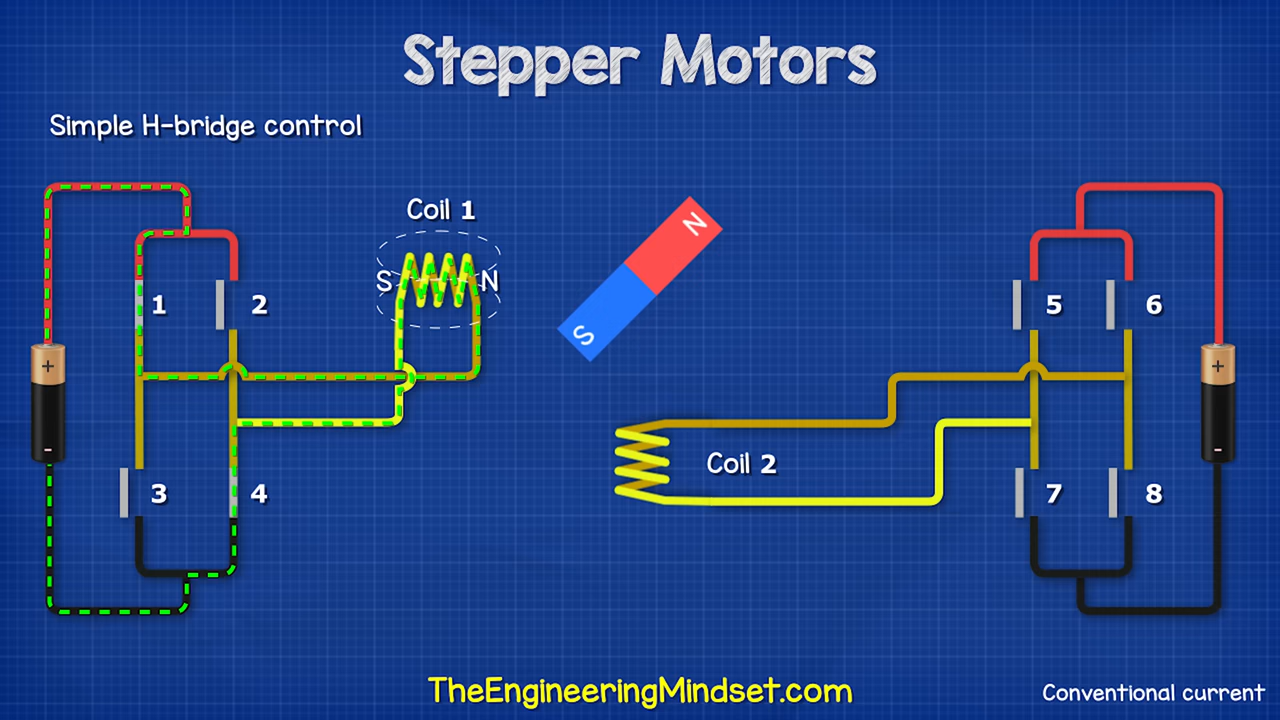 Stepper Motors
Simple H-bridge control
Coil 1
S N
N
S
1 2
5 6
+
+
-
-
Coil 2
3 4
7 8
TheEngineeringMindset.com
Conventional current